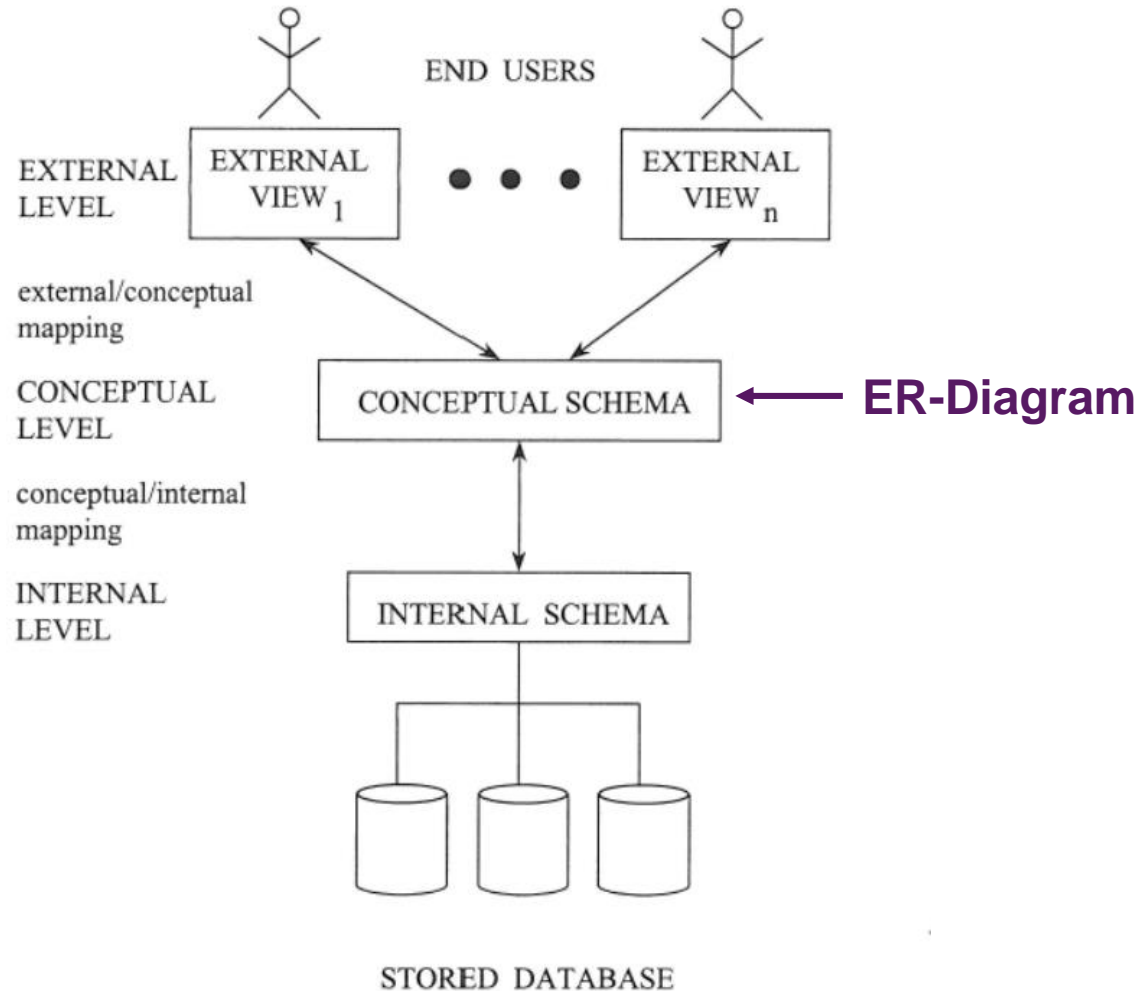 END USERS
EXTERNAL
LEVEL
EXTERNAL
VIEW1
EXTERNAL
VIEWn
external/conceptual
mapping
CONCEPTUAL
LEVEL
CONCEPTUAL SCHEMA
ER-Diagram
conceptual/internal
mapping
INTERNAL
LEVEL
INTERNAL SCHEMA
STORED DATABASE